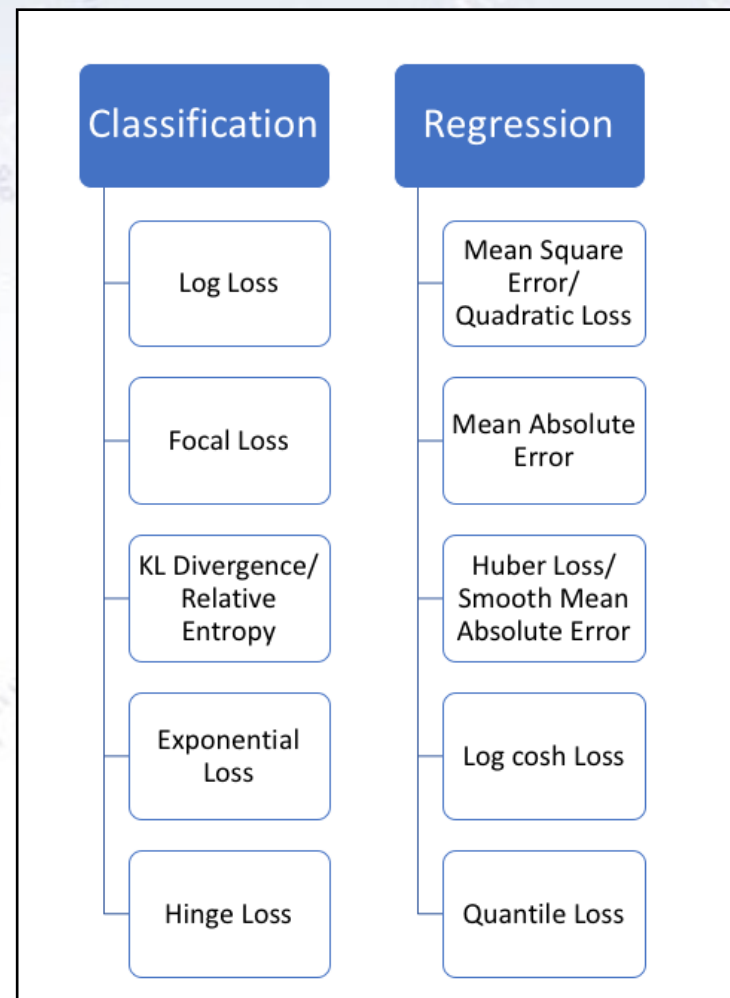 Classification
Log Loss
Focal Loss
KL Divergence/
Relative
Entropy
Exponential
Loss
Hinge Loss
Regression
Mean Square
Error/
Quadratic Loss
Mean Absolute
Error
Huber Loss/
Smooth Mean
Absolute Error
Log cosh Loss
Quantile Loss